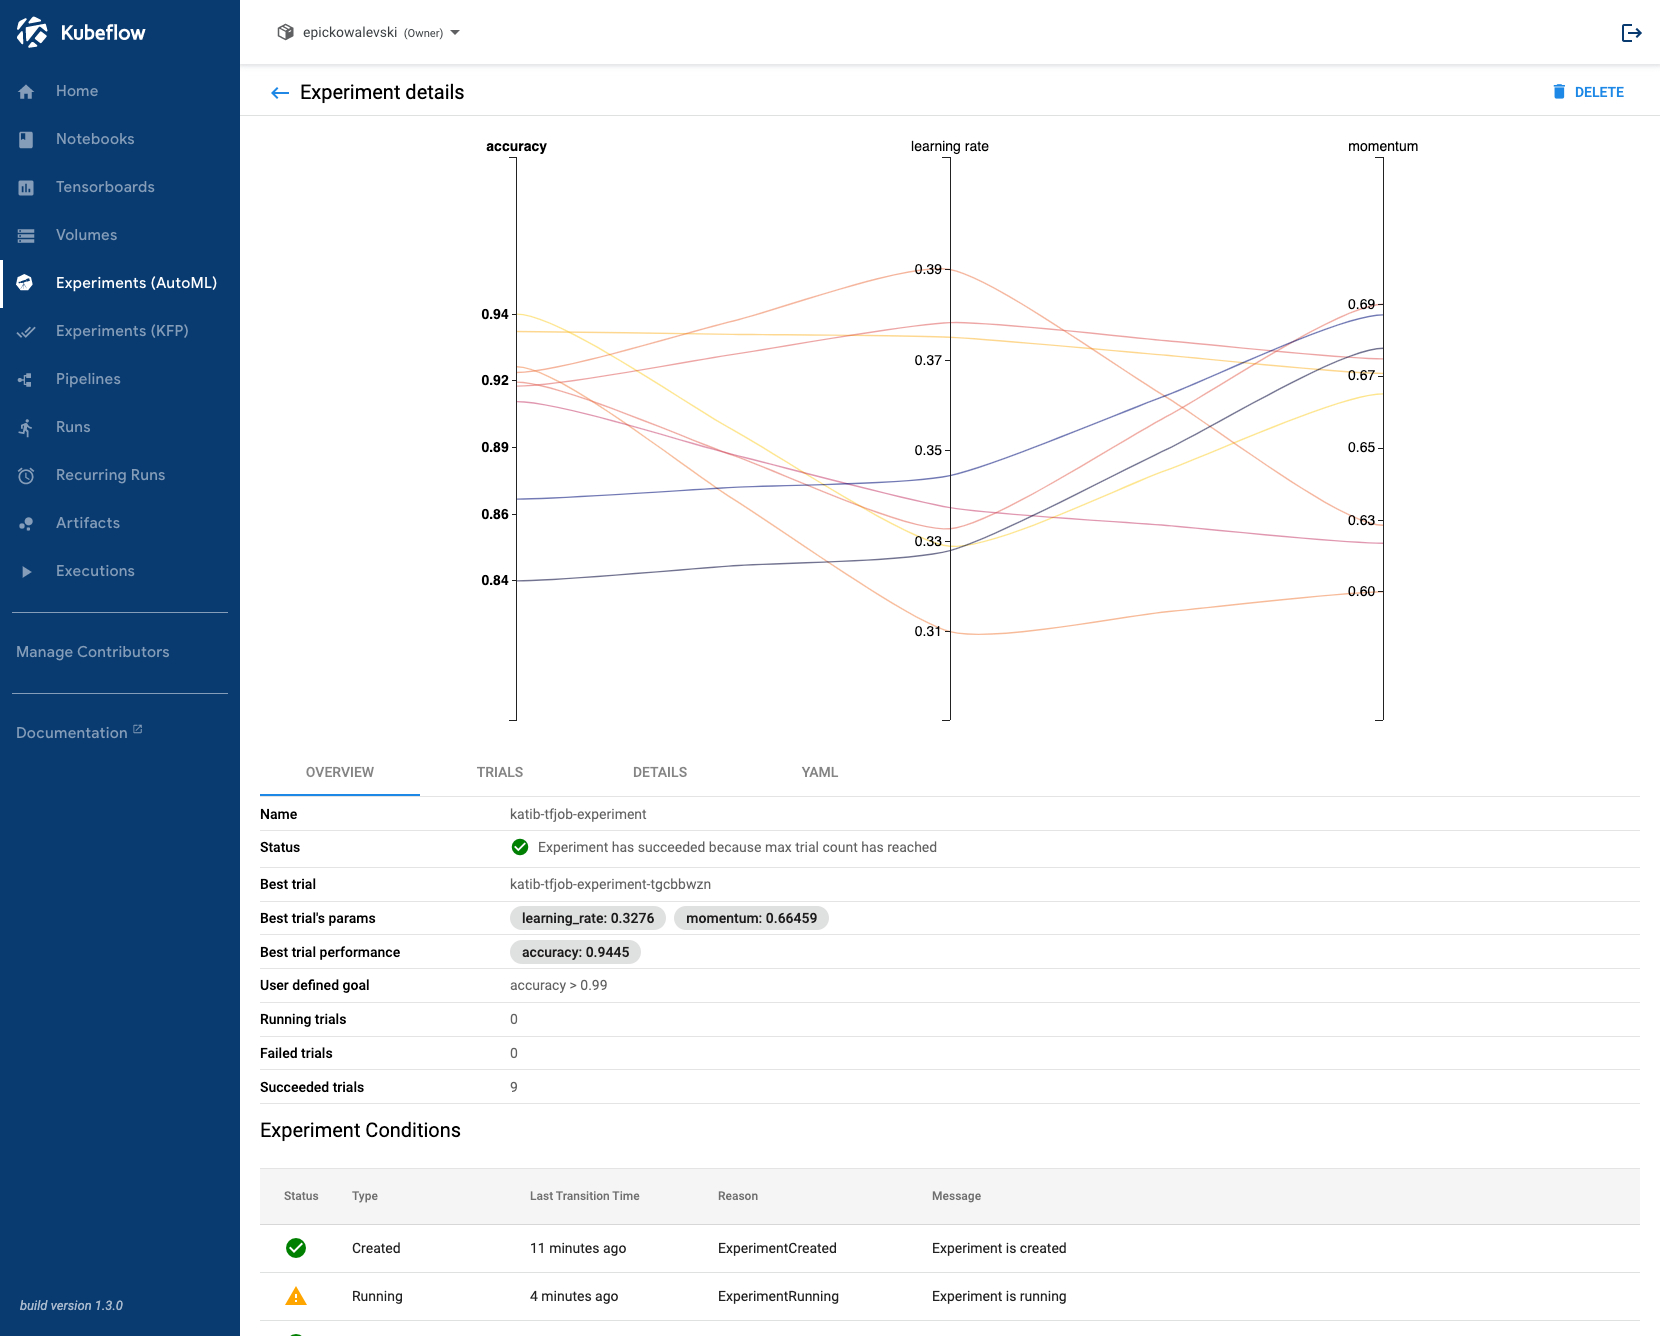 Kubeflow
epickowalevski (Owner)
Home
Notebooks
Tensorboards
Volumes
Experiments (AutoML)
Experiments (KFP)
Pipelines
Runs
Recurring Runs
Artifacts
Executions
Manage Contributors
Documentation
build version 1.3.0
Experiment details
DELETE
accuracy
0.94
0.92
0.89
0.86
0.84
learning rate
0.39
0.37
0.35
0.33
0.31
momentum
0.69
0.67
0.65
0.63
0.60
OVERVIEW TRIALS DETAILS YAML
Name katib-tfjob-experiment
Status Experiment has succeeded because max trial count has reached
Best trial katib-tfjob-experiment-tgcbbwzn
Best trial's params learning_rate: 0.3276 momentum: 0.66459
Best trial performance accuracy: 0.9445
User defined goal accuracy > 0.99
Running trials 0
Failed trials 0
Succeeded trials 9
Experiment Conditions
Status Type Last Transition Time Reason Message
Created 11 minutes ago ExperimentCreated Experiment is created
Running 4 minutes ago ExperimentRunning Experiment is running